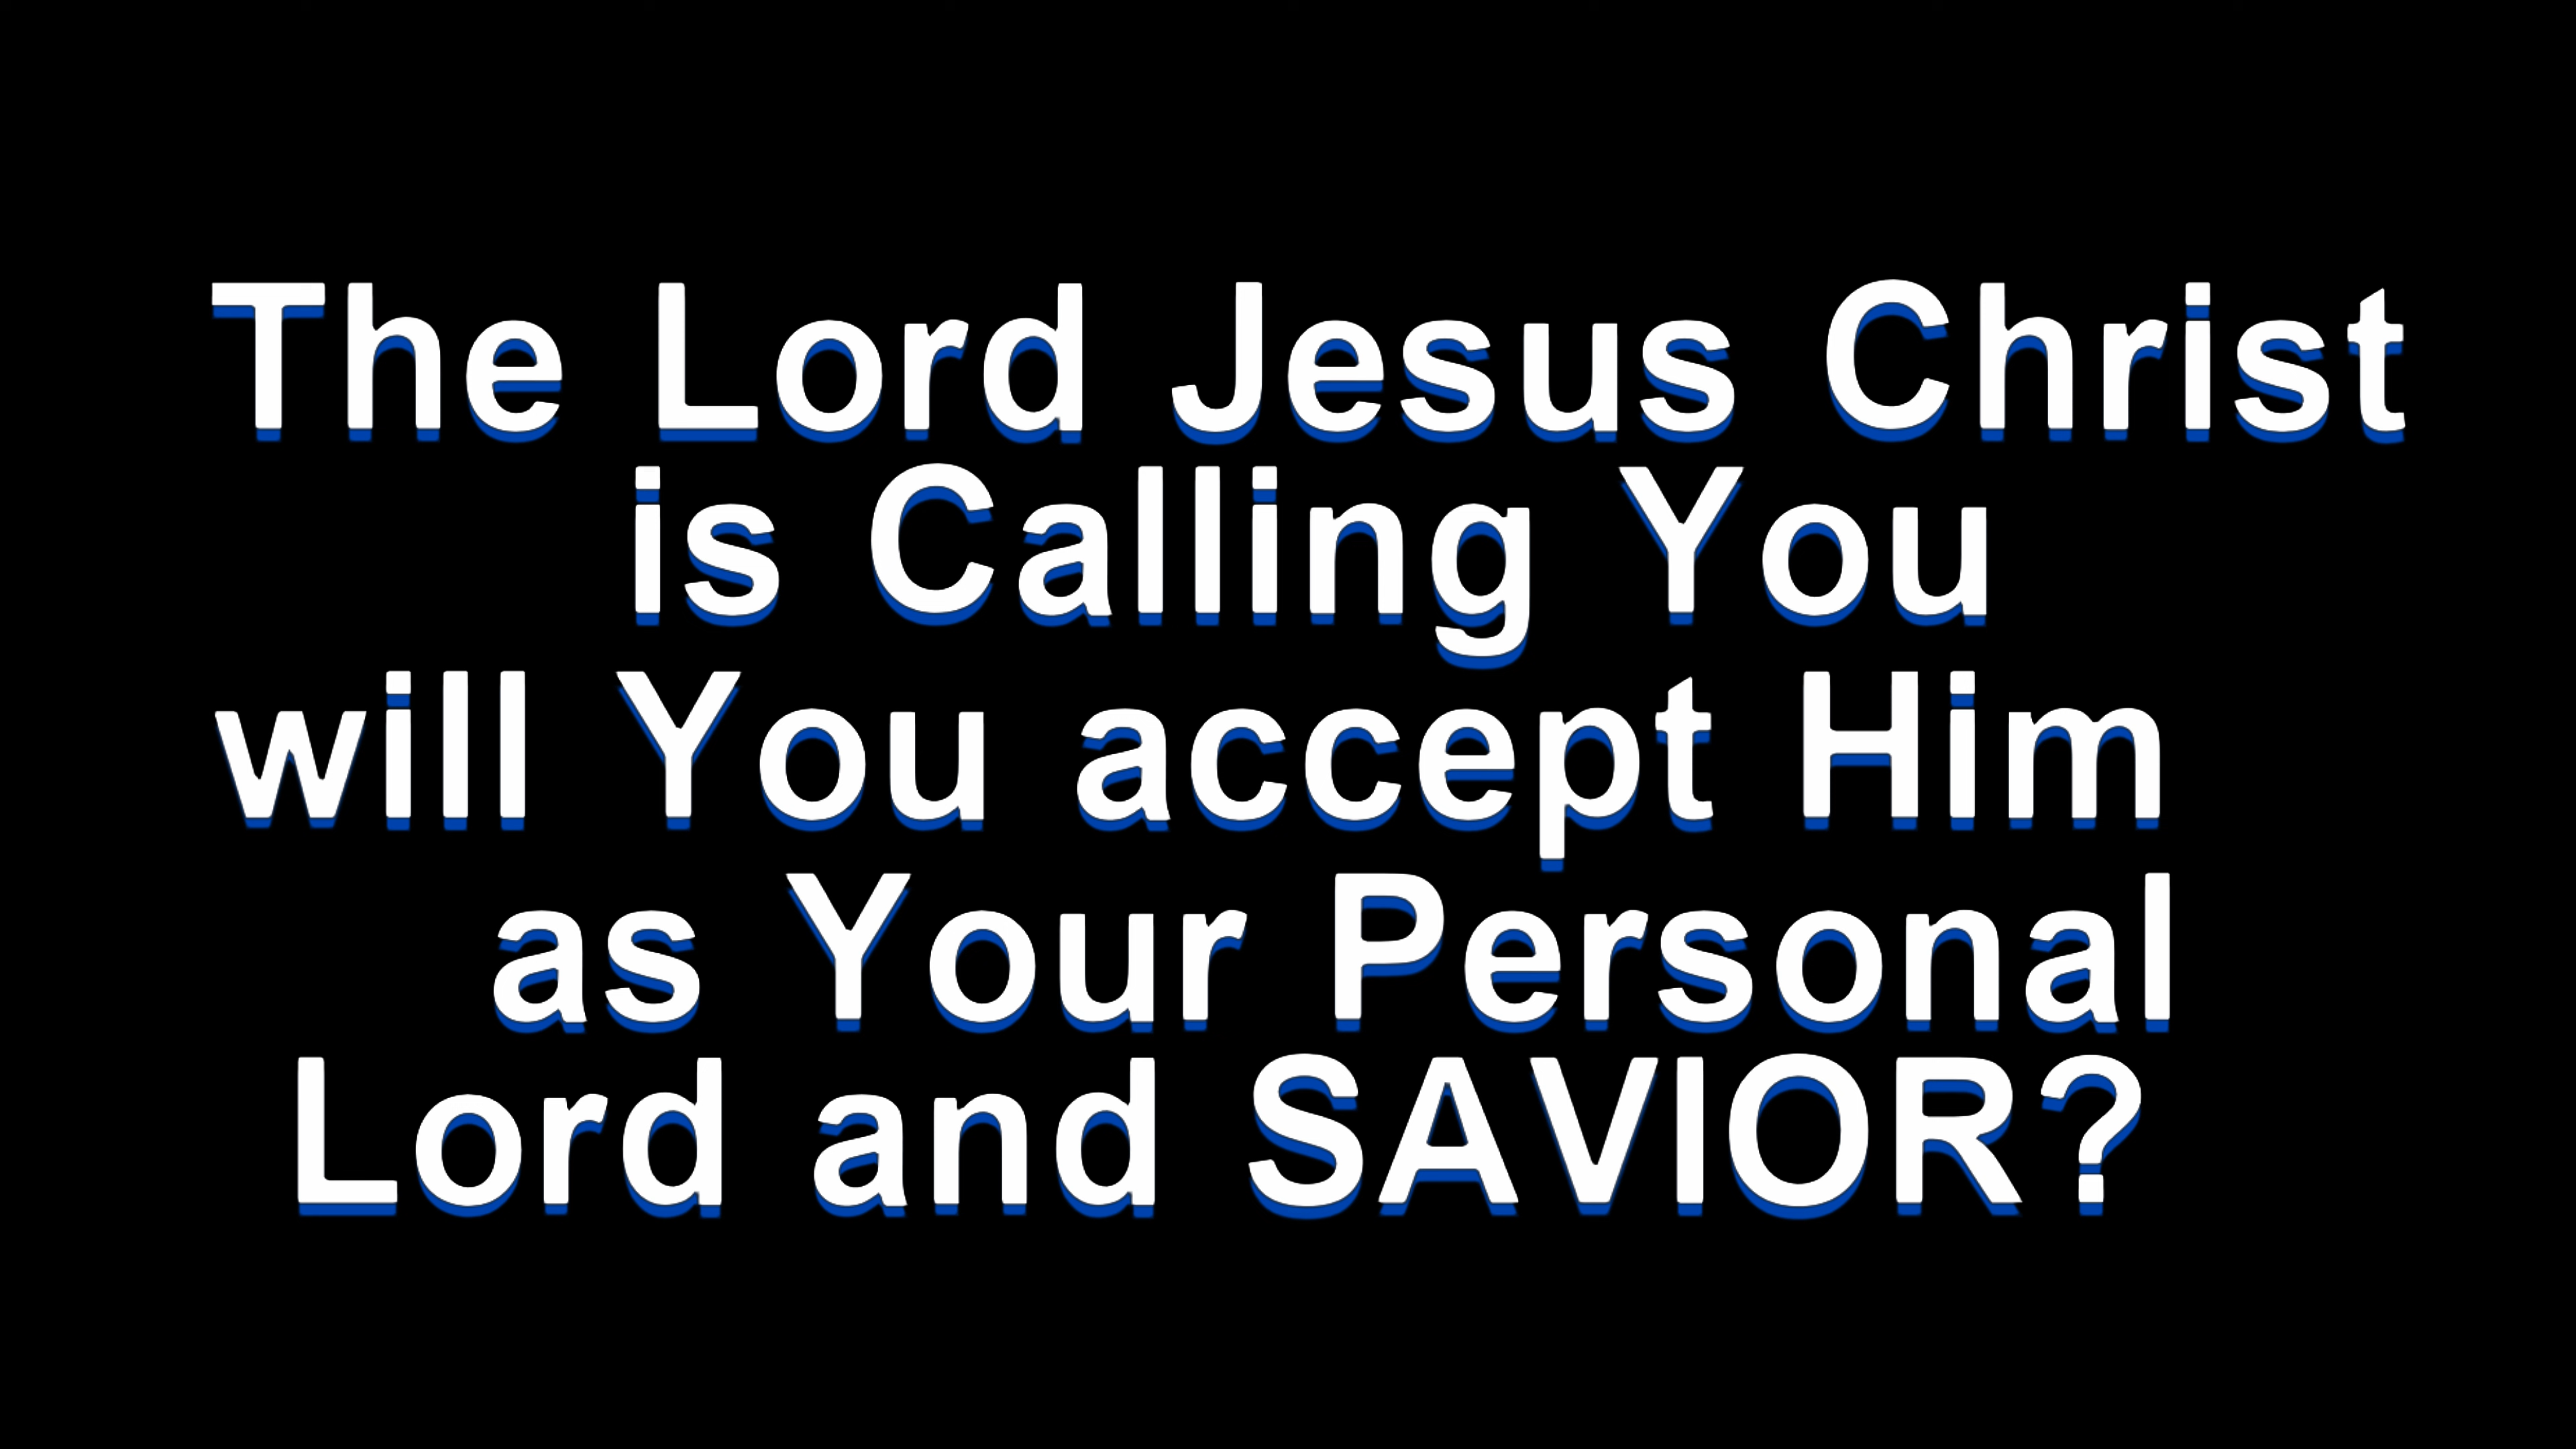 The Lord Jesus Christ
is Calling You
will You accept Him
as Your Personal
Lord and SAVIOR?